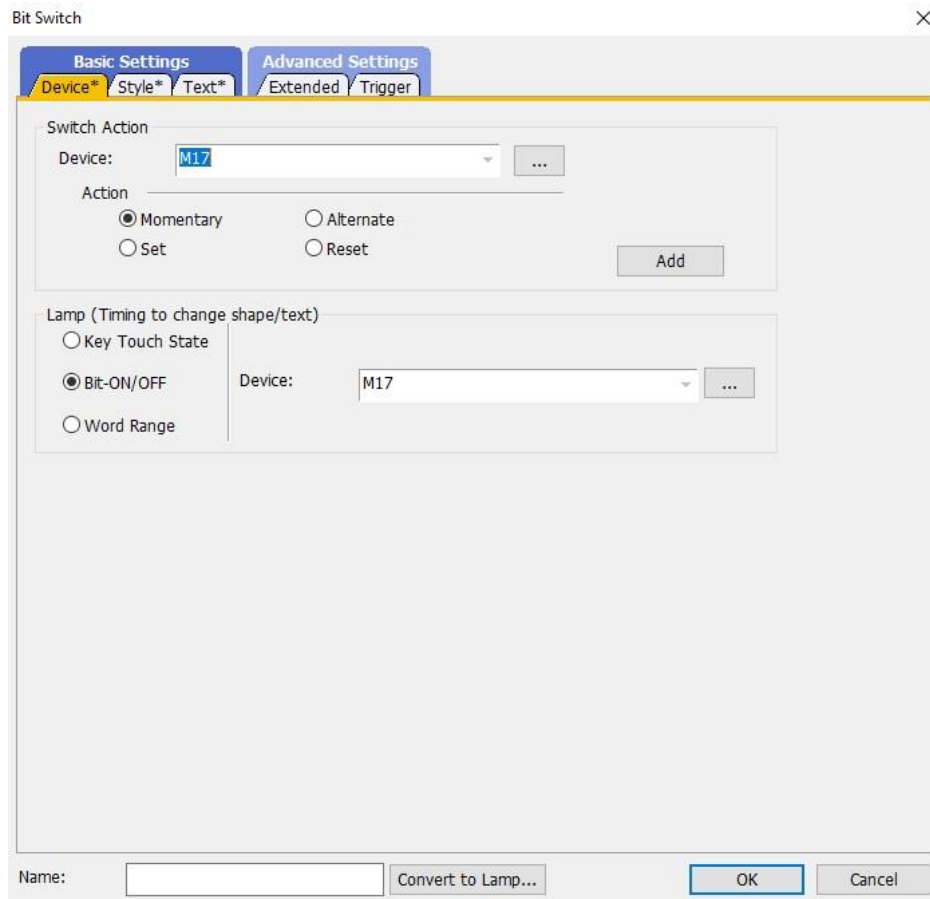 Bit Switch
Basic Settings
Advanced Settings
Device*
Style*
Text*
Extended
Trigger
Switch Action
Device:
M17
...
Action
Momentary
Alternate
Set
Reset
Add
Lamp (Timing to change shape/text)
Key Touch State
Bit-ON/OFF
Device:
M17
...
Word Range
Name:
Convert to Lamp...
OK
Cancel